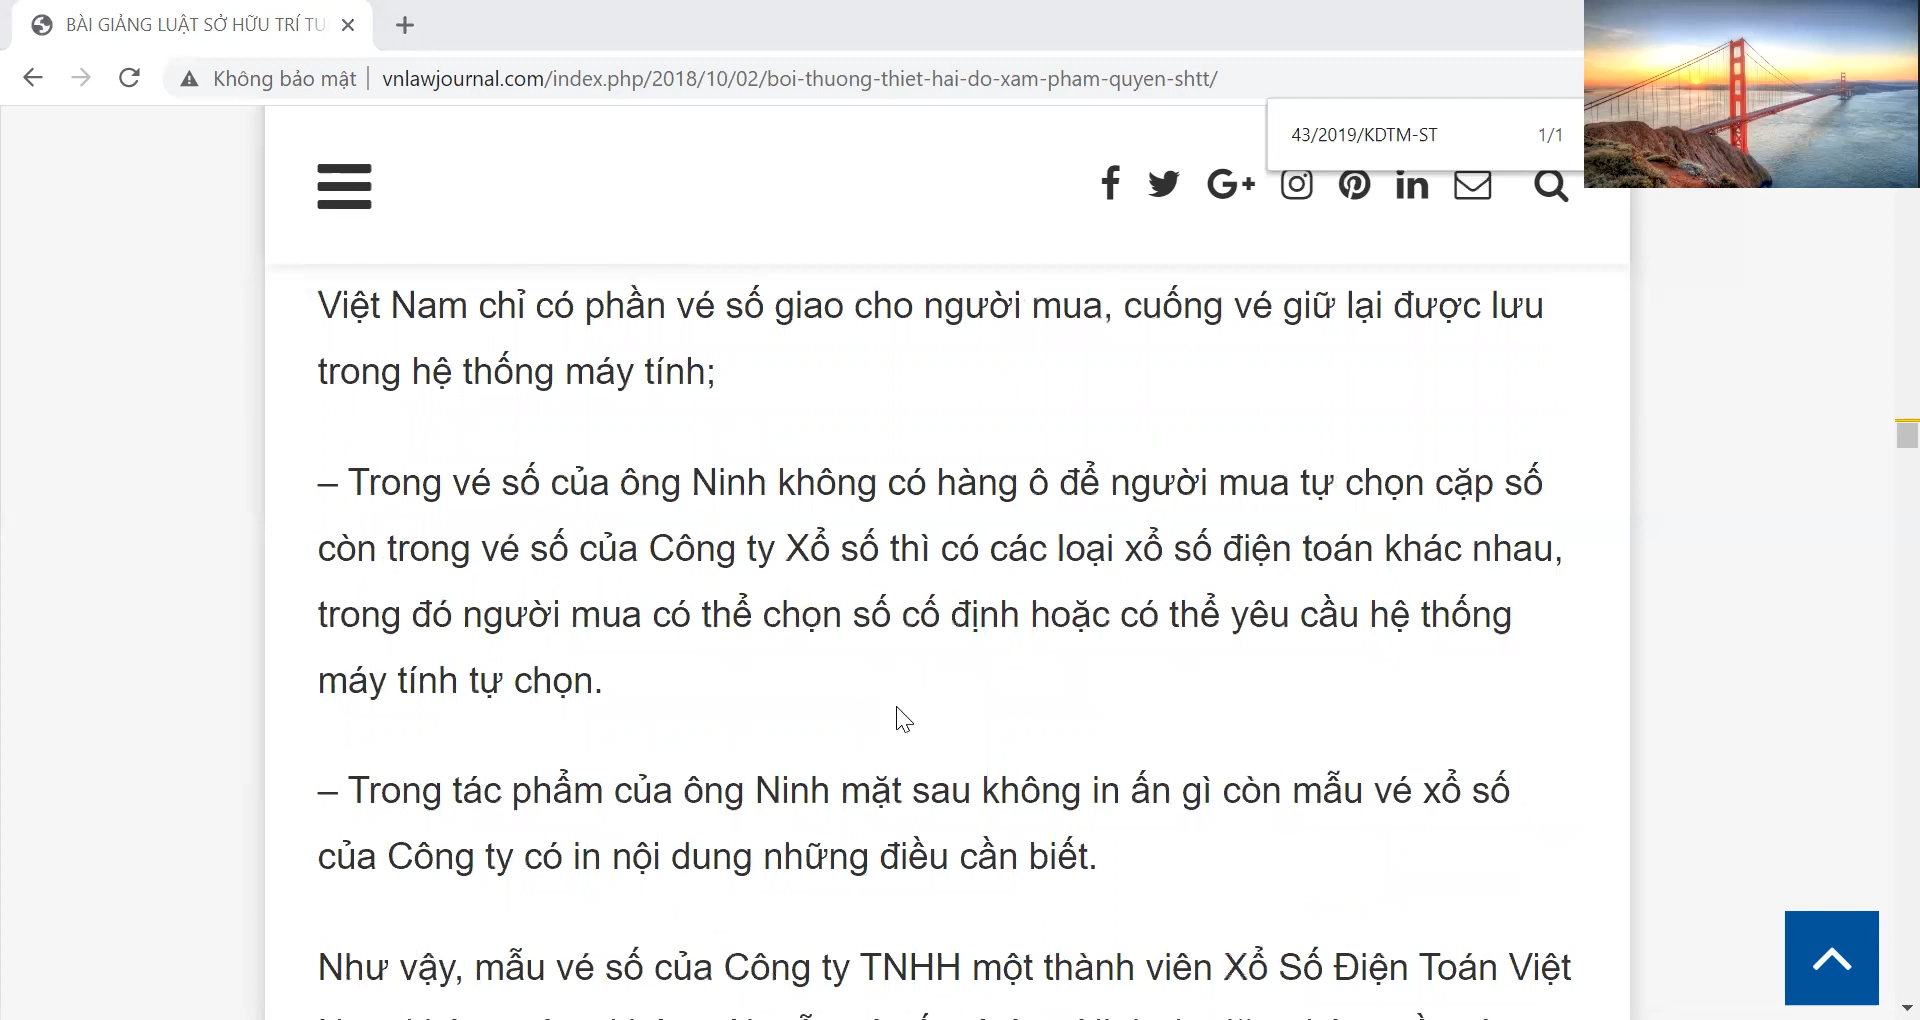 BÀI GIẢNG LUẬT SỞ HỮU TRÍ TU
Không bảo mật
vnlawjournal.com/index.php/2018/10/02/boi-thuong-thiet-hai-do-xam-pham-quyen-shtt/
43/2019/KDTM-ST 1/1
Việt Nam chỉ có phần vé số giao cho người mua, cuống vé giữ lại được lưu
trong hệ thống máy tính;
– Trong vé số của ông Ninh không có hàng ô để người mua tự chọn cặp số
còn trong vé số của Công ty Xổ số thì có các loại xổ số điện toán khác nhau,
trong đó người mua có thể chọn số cố định hoặc có thể yêu cầu hệ thống
máy tính tự chọn.
– Trong tác phẩm của ông Ninh mặt sau không in ấn gì còn mẫu vé xổ số
của Công ty có in nội dung những điều cần biết.
Như vậy, mẫu vé số của Công ty TNHH một thành viên Xổ Số Điện Toán Việt